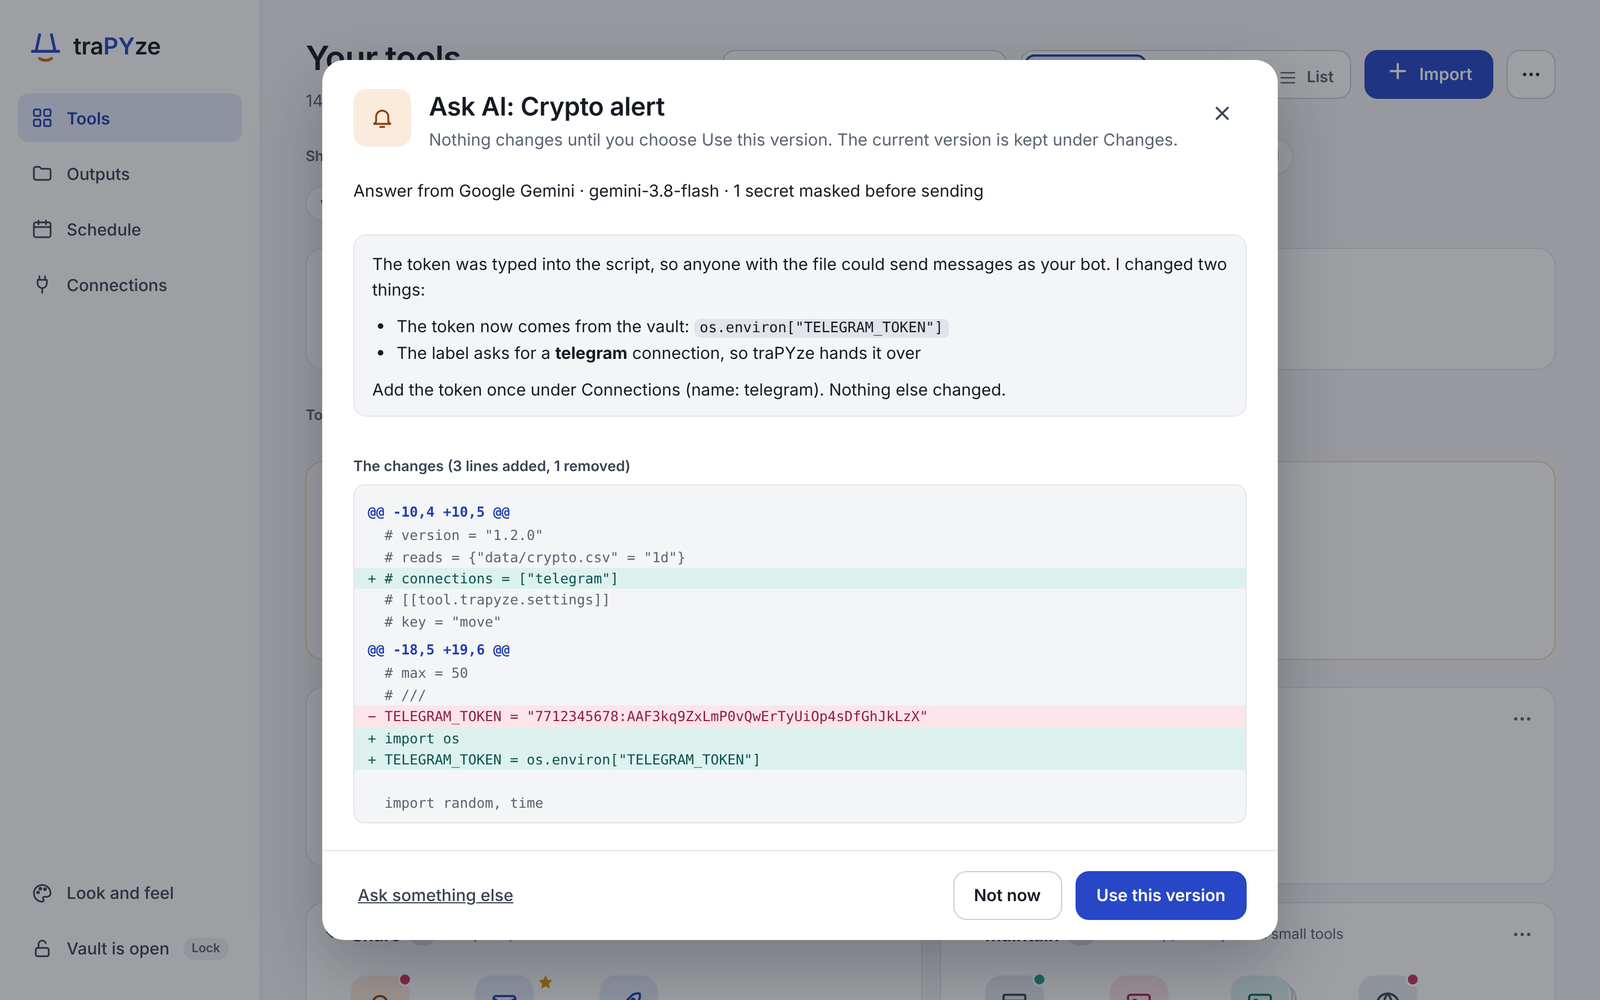 traPYze
Tools
Outputs
Schedule
Connections
Look and feel
Vault is open Lock
Your tools
14
List
+ Import
Sh
To
Ask AI: Crypto alert
Nothing changes until you choose Use this version. The current version is kept under Changes.
Answer from Google Gemini · gemini-3.8-flash · 1 secret masked before sending
The token was typed into the script, so anyone with the file could send messages as your bot. I changed two
things:
• The token now comes from the vault: os.environ["TELEGRAM_TOKEN"]
• The label asks for a telegram connection, so traPYze hands it over
Add the token once under Connections (name: telegram). Nothing else changed.
The changes (3 lines added, 1 removed)
@@ -10,4 +10,5 @@
# version = "1.2.0"
# reads = {"data/crypto.csv" = "1d"}
+ # connections = ["telegram"]
# [[tool.trapyze.settings]]
# key = "move"
@@ -18,5 +19,6 @@
# max = 50
# ///
− TELEGRAM_TOKEN = "7712345678:AAF3kq9ZxLmP0vQwErTyUiOp4sDfGhJkLzX"
+ import os
+ TELEGRAM_TOKEN = os.environ["TELEGRAM_TOKEN"]
import random, time
Ask something else
Not now
Use this version
small tools